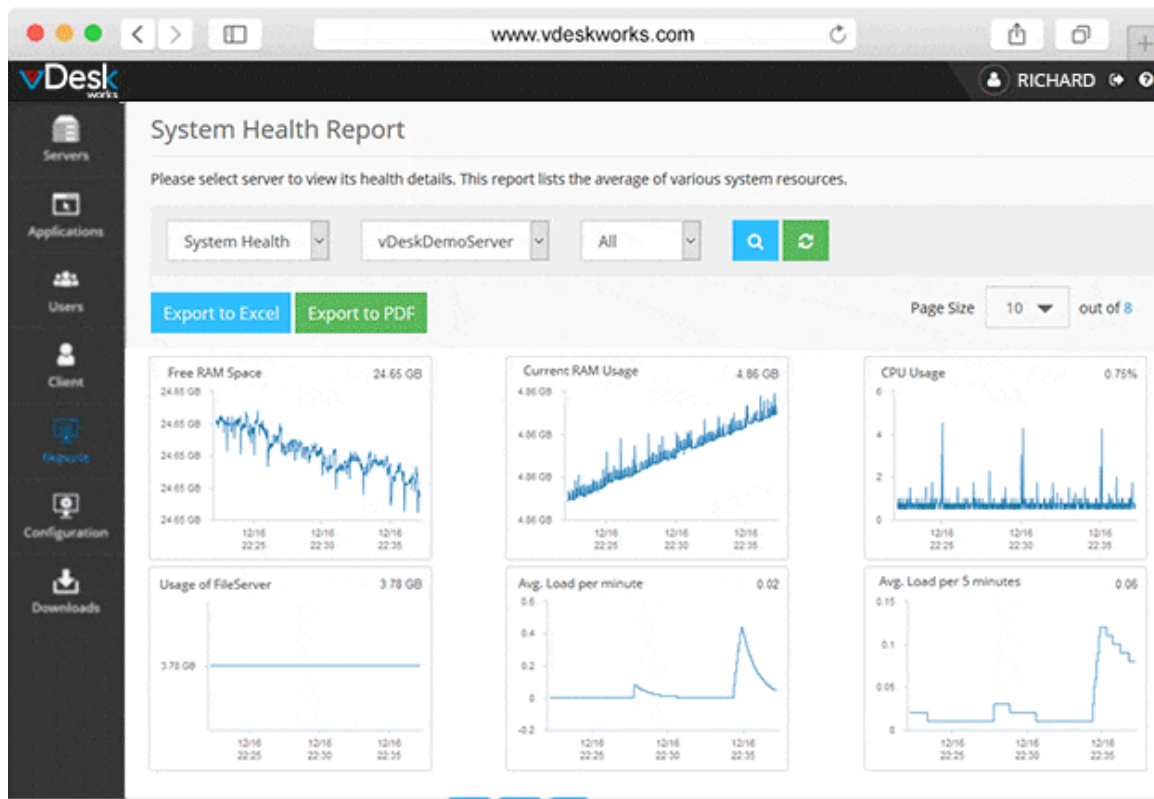 www.vdeskworks.com
vDesk
works
RICHARD
Servers
Applications
Users
Client
Reports
Configuration
Downloads
System Health Report
Please select server to view its health details. This report lists the average of various system resources.
System Health
vDeskDemoServer
All
Export to Excel
Export to PDF
Page Size
10
out of 8
Free RAM Space
24.65 GB
24.65 GB
24.65 GB
24.65 GB
24.65 GB
12/16 12/16 12/16
22:25 22:30 22:35
Current RAM Usage
4.86 GB
4.86 GB
4.86 GB
4.86 GB
4.86 GB
12/16 12/16 12/16
22:25 22:30 22:35
CPU Usage
0.75%
6
4
2
0
12/16 12/16 12/16
22:25 22:30 22:35
Usage of FileServer
3.78 GB
3.78 GB
12/16 12/16 12/16
22:25 22:30 22:35
Avg. Load per minute
0.02
0.6
0.4
0.2
0
-0.2
12/16 12/16 12/16
22:25 22:30 22:35
Avg. Load per 5 minutes
0.06
0.15
0.1
0.05
0
12/16 12/16 12/16
22:25 22:30 22:35